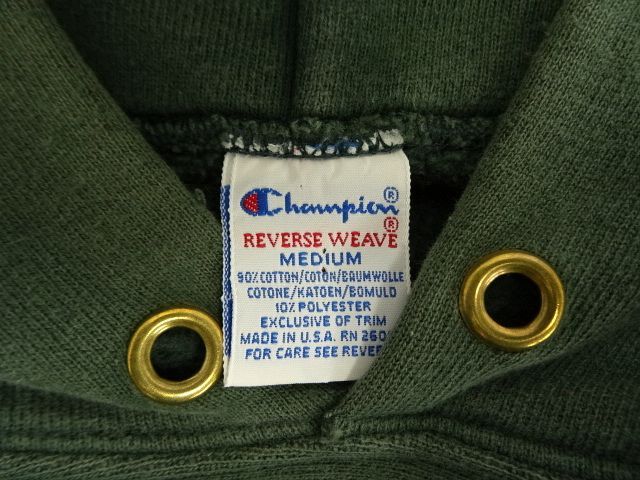 Champion®
REVERSE WEAVE®
MEDIUM
90% COTTON/COTON/BAUMWOLLE
COTONE/KATOEN/BOMULD
10% POLYESTER
EXCLUSIVE OF TRIM
MADE IN U.S.A. RN
FOR CARE SEE